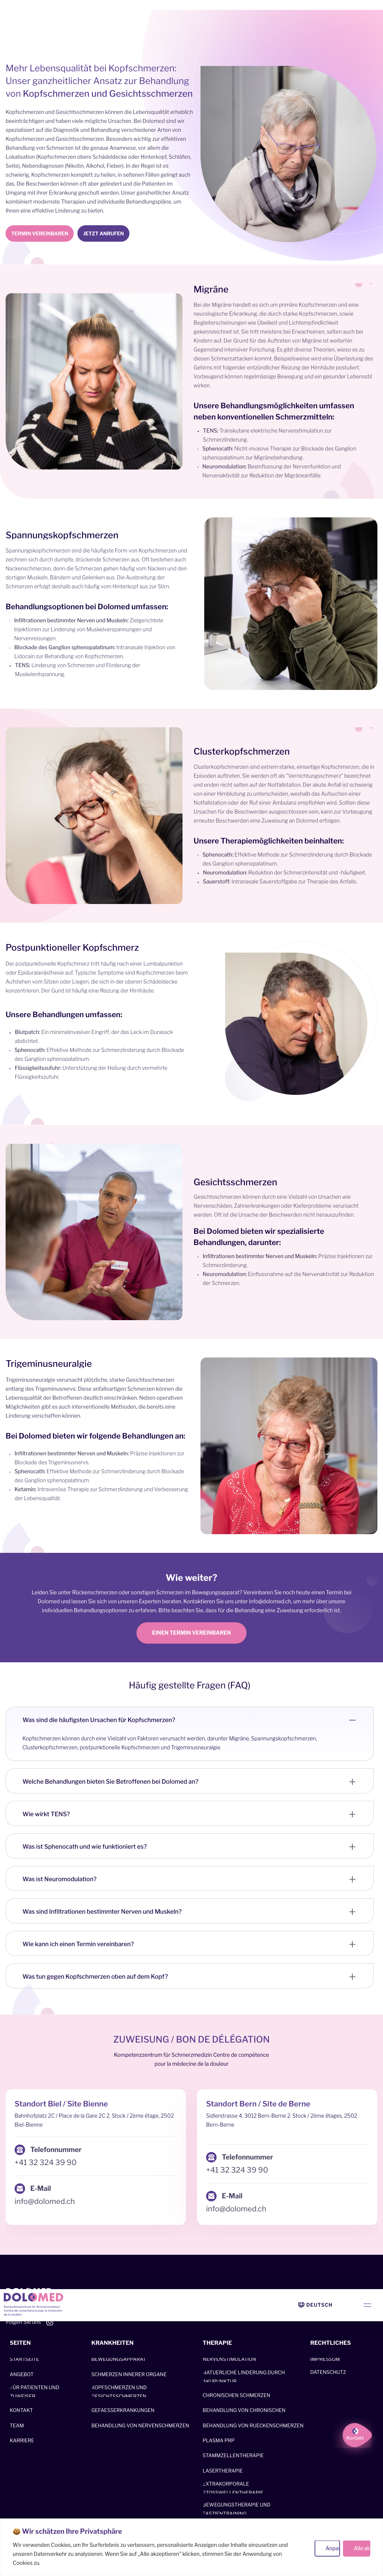 Mehr Lebensqualität bei Kopfschmerzen:
Unser ganzheitlicher Ansatz zur Behandlung
von Kopfschmerzen und Gesichtsschmerzen
Kopfschmerzen und Gesichtsschmerzen können die Lebensqualität erheblich
beeinträchtigen und haben viele mögliche Ursachen. Bei Dolomed sind wir
spezialisiert auf die Diagnostik und Behandlung verschiedener Arten von
Kopfschmerzen und Gesichtsschmerzen. Besonders wichtig zur effektiven
Behandlung von Schmerzen ist die genaue Anamnese, vor allem die
Lokalisation (Kopfschmerzen obere Schädeldecke oder Hinterkopf, Schläfen,
Seite), Nebendiagnosen (Nikotin, Alkohol, Fieber). In der Regel ist es
schwierig, Kopfschmerzen komplett zu heilen, in seltenen Fällen gelingt auch
dies. Die Beschwerden können oft aber gelindert und die Patienten im
Umgang mit ihrer Erkrankung geschult werden. Unser ganzheitlicher Ansatz
kombiniert modernste Therapien und individuelle Behandlungspläne, um
Ihnen eine effektive Linderung zu bieten.
TERMIN VEREINBAREN
JETZT ANRUFEN
Migräne
Bei der Migräne handelt es sich um primäre Kopfschmerzen und eine
neurologische Erkrankung, die durch starke Kopfschmerzen, sowie
Begleiterscheinungen wie Übelkeit und Lichtempfindlichkeit
gekennzeichnet ist. Sie tritt meistens bei Erwachsenen, selten auch bei
Kindern auf. Der Grund für das Auftreten von Migräne ist weiterhin
Gegenstand intensiver Forschung. Es gibt diverse Theorien, wieso es zu
diesen Schmerzattacken kommt. Beispielsweise wird eine Überlastung des
Gehirns mit folgender entzündlicher Reizung der Hirnhäute postuliert.
Vorbeugend können regelmässige Bewegung und ein gesunder Lebensstil
wirken.
Unsere Behandlungsmöglichkeiten umfassen
neben konventionellen Schmerzmitteln:
TENS: Transkutane elektrische Nervenstimulation zur
Schmerzlinderung.
Sphenocath: Nicht-invasive Therapie zur Blockade des Ganglion
sphenopalatinum zur Migränebehandlung.
Neuromodulation: Beeinflussung der Nervenfunktion und
Nervenaktivität zur Reduktion der Migräneanfälle.
Spannungskopfschmerzen
Spannungskopfschmerzen sind die häufigste Form von Kopfschmerzen und
zeichnen sich durch dumpfe, drückende Schmerzen aus. Oft bestehen auch
Nackenschmerzen, denn die Schmerzen gehen häufig vom Nacken und den
dortigen Muskeln, Bändern und Gelenken aus. Die Ausbreitung der
Schmerzen erfolgt deshalb auch häufig vom Hinterkopf aus zur Stirn.
Behandlungsoptionen bei Dolomed umfassen:
Infiltrationen bestimmter Nerven und Muskeln: Zielgerichtete
Injektionen zur Linderung von Muskelverspannungen und
Nervenreizungen
Blockade des Ganglion sphenopalatinum: Intranasale Injektion von
Lidocain zur Behandlung von Kopfschmerzen.
TENS: Linderung von Schmerzen und Förderung der
Muskelentspannung.
Clusterkopfschmerzen
Clusterkopfschmerzen sind extrem starke, einseitige Kopfschmerzen, die in
Episoden auftreten. Sie werden oft als "Vernichtungsschmerz" bezeichnet
und enden nicht selten auf der Notfallstation. Der akute Anfall ist schwierig
von einer Hirnblutung zu unterscheiden, weshalb das Aufsuchen einer
Notfallstation oder der Ruf einer Ambulanz empfohlen wird. Sollten diese
Ursachen für die Beschwerden ausgeschlossen sein, kann zur Vorbeugung
erneuter Beschwerden eine Zuweisung an Dolomed erfolgen.
Unsere Therapiemöglichkeiten beinhalten:
Sphenocath: Effektive Methode zur Schmerzlinderung durch Blockade
des Ganglion sphenopalatinum.
Neuromodulation: Reduktion der Schmerzintensität und -häufigkeit.
Sauerstoff: Intranasale Sauerstoffgabe zur Therapie des Anfalls.
Postpunktioneller Kopfschmerz
Der postpunktionelle Kopfschmerz tritt häufig nach einer Lumbalpunktion
oder Epiduralanästhesie auf. Typische Symptome sind Kopfschmerzen beim
Aufstehen vom Sitzen oder Liegen, die sich in der oberen Schädeldecke
konzentrieren. Der Grund ist häufig eine Reizung der Hirnhäute.
Unsere Behandlungen umfassen:
Blutpatch: Ein minimalinvasiver Eingriff, der das Leck im Durasack
abdichtet.
Sphenocath: Effektive Methode zur Schmerzlinderung durch Blockade
des Ganglion sphenopalatinum.
Flüssigkeitszufuhr: Unterstützung der Heilung durch vermehrte
Flüssigkeitszufuhr.
Gesichtsschmerzen
Gesichtsschmerzen können durch eine Vielzahl von Ursachen wie
Nervenschäden, Zahnerkrankungen oder Kieferprobleme verursacht
werden. Oft ist die Ursache der Beschwerden nicht herauszufinden.
Bei Dolomed bieten wir spezialisierte
Behandlungen, darunter:
Infiltrationen bestimmter Nerven und Muskeln: Präzise Injektionen zur
Schmerzlinderung.
Neuromodulation: Einflussnahme auf die Nervenaktivität zur Reduktion
der Schmerzen.
Trigeminusneuralgie
Trigeminusneuralgie verursacht plötzliche, starke Gesichtsschmerzen
entlang des Trigeminusnervs. Diese anfallsartigen Schmerzen können die
Lebensqualität der Betroffenen deutlich einschränken. Neben operativen
Möglichkeiten gibt es auch interventionelle Methoden, die bereits eine
Linderung verschaffen können.
Bei Dolomed bieten wir folgende Behandlungen an:
Infiltrationen bestimmter Nerven und Muskeln: Präzise Injektionen zur
Blockade des Trigeminusnervs.
Sphenocath: Effektive Methode zur Schmerzlinderung durch Blockade
des Ganglion sphenopalatinum.
Ketamin: Intravenöse Therapie zur Schmerzlinderung und Verbesserung
der Lebensqualität.
Wie weiter?
Leiden Sie unter Rückenschmerzen oder sonstigen Schmerzen im Bewegungsapparat? Vereinbaren Sie noch heute einen Termin bei
Dolomed und lassen Sie sich von unseren Experten beraten. Kontaktieren Sie uns unter info@dolomed.ch, um mehr über unsere
individuellen Behandlungsoptionen zu erfahren. Bitte beachten Sie, dass für die Behandlung eine Zuweisung erforderlich ist.
EINEN TERMIN VEREINBAREN
Häufig gestellte Fragen (FAQ)
Was sind die häufigsten Ursachen für Kopfschmerzen?
Kopfschmerzen können durch eine Vielzahl von Faktoren verursacht werden, darunter Migräne, Spannungskopfschmerzen,
Clusterkopfschmerzen, postpunktionelle Kopfschmerzen und Trigeminusneuralgie.
Welche Behandlungen bieten Sie Betroffenen bei Dolomed an?
Wie wirkt TENS?
Was ist Sphenocath und wie funktioniert es?
Was ist Neuromodulation?
Was sind Infiltrationen bestimmter Nerven und Muskeln?
Wie kann ich einen Termin vereinbaren?
Was tun gegen Kopfschmerzen oben auf dem Kopf?
ZUWEISUNG / BON DE DÉLÉGATION
Kompetenzzentrum für Schmerzmedizin Centre de compétence
pour la médecine de la douleur
Standort Biel / Site Bienne
Bahnhofplatz 2C / Place de la Gare 2C 2. Stock / 2ème étage, 2502
Biel-Bienne
Telefonnummer
+41 32 324 39 90
E-Mail
info@dolomed.ch
Standort Bern / Site de Berne
Sidlerstrasse 4, 3012 Bern-Berne 2. Stock / 2ème étages, 2502
Bern-Berne
Telefonnummer
+41 32 324 39 90
E-Mail
info@dolomed.ch
DOLOMED
DEUTSCH
Folgen Sie uns
SEITEN
STARTSEITE
ANGEBOT
FÜR PATIENTEN UND
ZUWEISER
KONTAKT
TEAM
KARRIERE
KRANKHEITEN
BEWEGUNGSAPPARAT
SCHMERZEN INNERER ORGANE
KOPFSCHMERZEN UND
GESICHTSSCHMERZEN
GEFAESSERKRANKUNGEN
BEHANDLUNG VON NERVENSCHMERZEN
THERAPIE
NERVENSTIMULATION
NATUERLICHE LINDERUNG DURCH
AKUPUNKTUR
CHRONISCHEN SCHMERZEN
BEHANDLUNG VON CHRONISCHEN
BEHANDLUNG VON RUECKENSCHMERZEN
PLASMA PRP
STAMMZELLENTHERAPIE
LASERTHERAPIE
EXTRAKORPORALE
STOSSWELLENTHERAPIE
BEWEGUNGSTHERAPIE UND
FASZIENTRAINING
RECHTLICHES
IMPRESSUM
DATENSCHUTZ
Kontakt
Wir schätzen Ihre Privatsphäre
Wir verwenden Cookies, um Ihr Surferlebnis zu verbessern, personalisierte Anzeigen oder Inhalte einzusetzen und
unseren Datenverkehr zu analysieren. Wenn Sie auf „Alle akzeptieren" klicken, stimmen Sie der Anwendung von
Cookies zu.